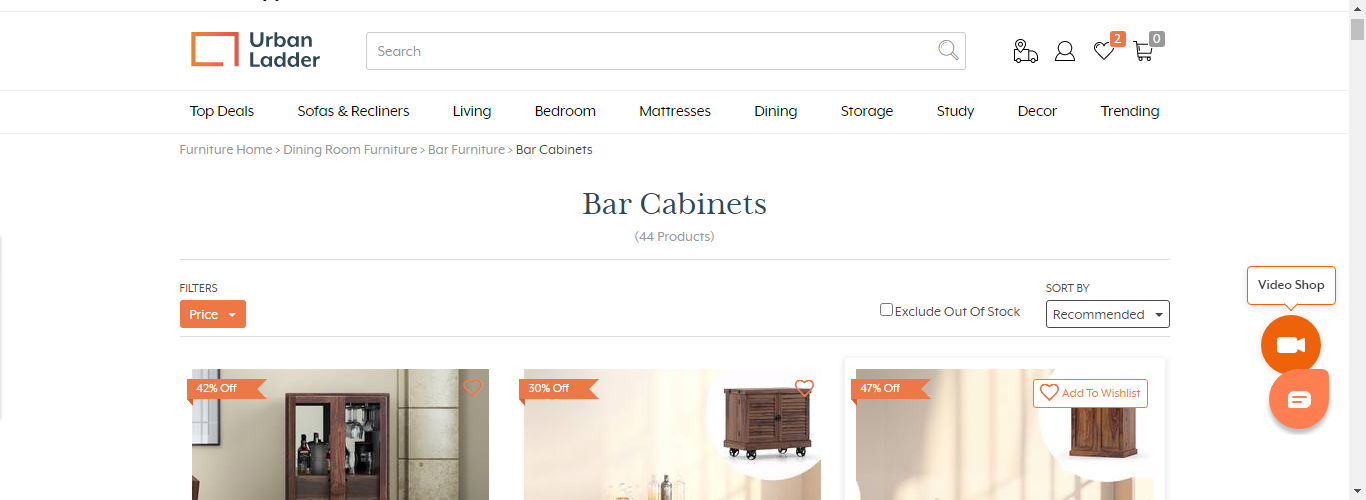 Urban
Ladder
Search
2
0
Top Deals Sofas & Recliners Living Bedroom Mattresses Dining Storage Study Decor Trending
Furniture Home > Dining Room Furniture > Bar Furniture > Bar Cabinets
Bar Cabinets
(44 Products)
Video Shop
FILTERS
SORT BY
Price
Exclude Out Of Stock
Recommended
42% Off
30% Off
47% Off
Add To Wishlist